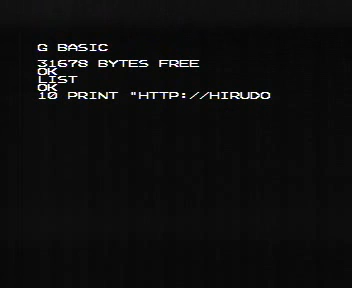 G BASIC
31678 BYTES FREE
OK
LIST
OK
10 PRINT "HTTP://HIRUDO